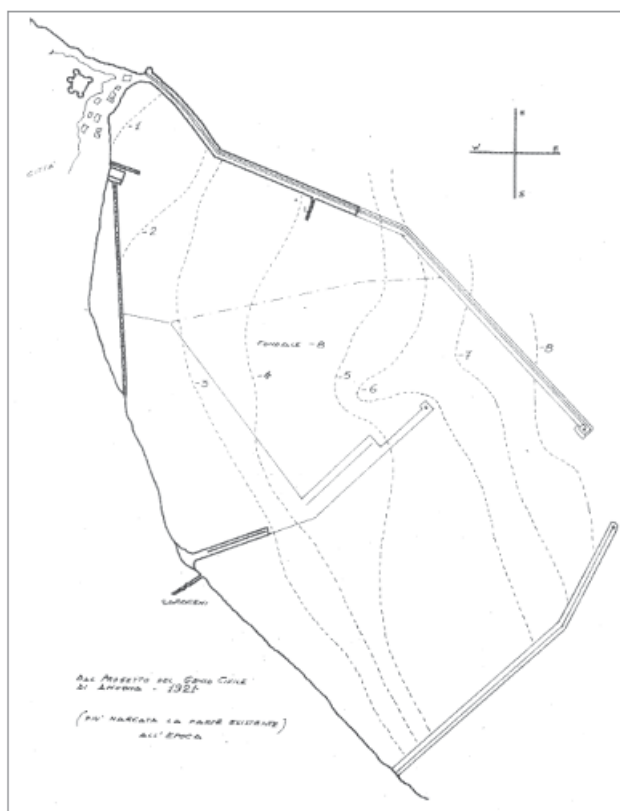 N
W E
S
CITTÀ
-1
-2
-3
-4
FONDALE -8
-5
-6
-7
-8
DAL PROGETTO DEL GENIO CIVILE
DI ANCONA - 1921
(PIU' MARCATA LA PARTE ESISTENTE)
ALL'EPOCA